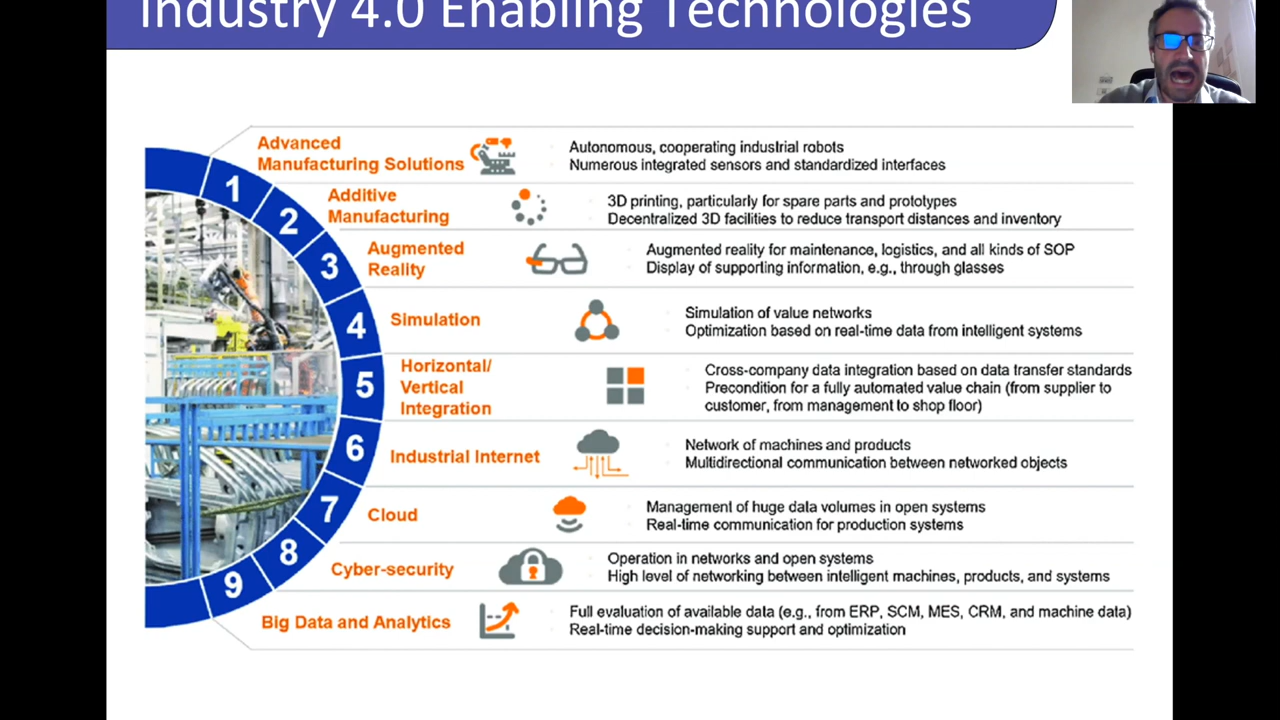 Industry 4.0 Enabling Technologies
1
Advanced
Manufacturing Solutions
Autonomous, cooperating industrial robots
Numerous integrated sensors and standardized interfaces
2
Additive
Manufacturing
3D printing, particularly for spare parts and prototypes
Decentralized 3D facilities to reduce transport distances and inventory
3
Augmented
Reality
Augmented reality for maintenance, logistics, and all kinds of SOP
Display of supporting information, e.g., through glasses
4
Simulation
Simulation of value networks
Optimization based on real-time data from intelligent systems
5
Horizontal/
Vertical
Integration
Cross-company data integration based on data transfer standards
Precondition for a fully automated value chain (from supplier to
customer, from management to shop floor)
6
Industrial Internet
Network of machines and products
Multidirectional communication between networked objects
7
Cloud
Management of huge data volumes in open systems
Real-time communication for production systems
8
Cyber-security
Operation in networks and open systems
High level of networking between intelligent machines, products, and systems
9
Big Data and Analytics
Full evaluation of available data (e.g., from ERP, SCM, MES, CRM, and machine data)
Real-time decision-making support and optimization